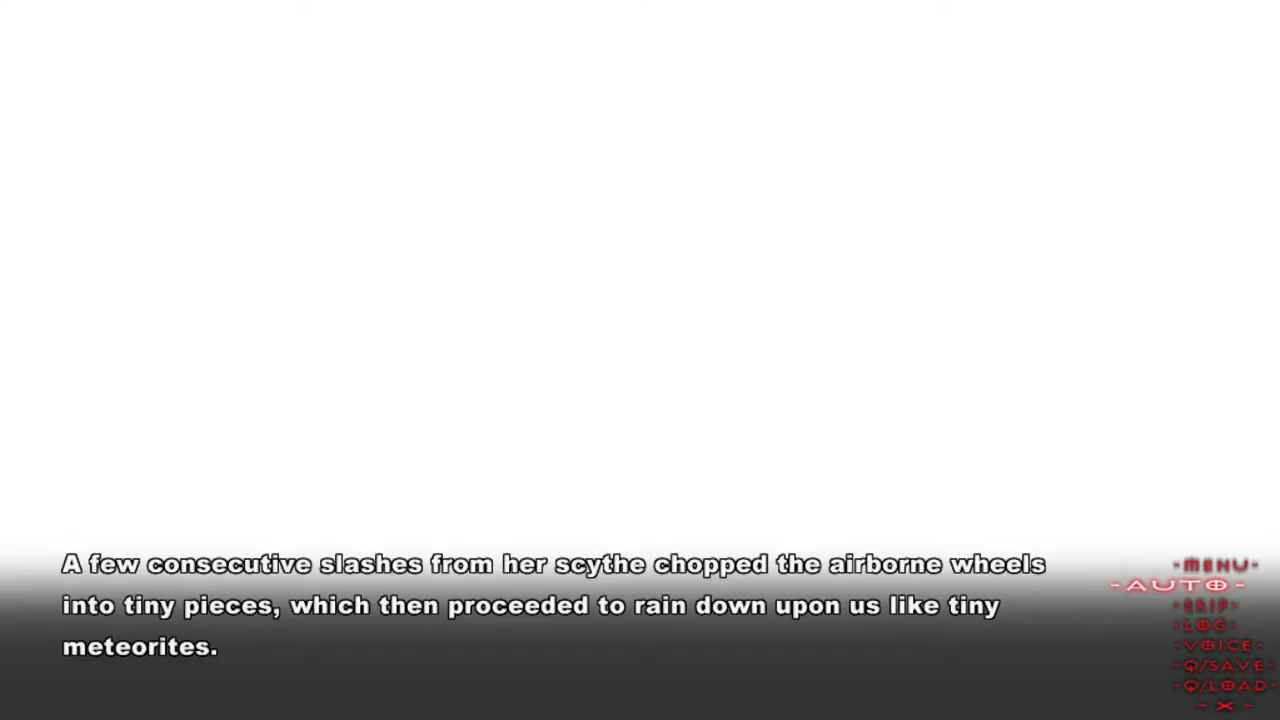 A few consecutive slashes from her scythe chopped the airborne wheels
into tiny pieces, which then proceeded to rain down upon us like tiny
meteorites.
-MENU-
-AUTO-
-SKIP-
-LOG-
-VOICE-
-Q/SAVE-
-Q/LOAD-
-X-